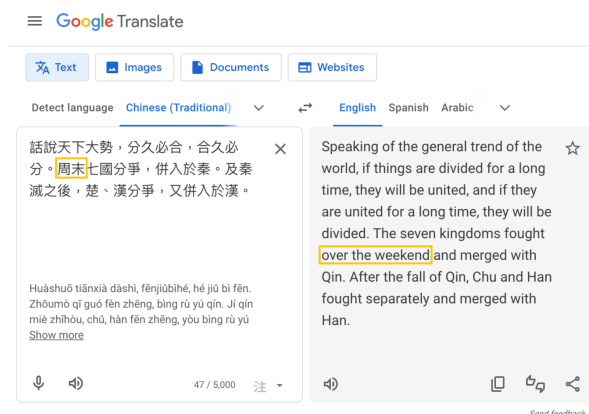 Google Translate
Text
Images
Documents
Websites
Detect language
Chinese (Traditional)
English
Spanish
Arabic
話說天下大勢，分久必合，合久必
分。周末七國分爭，併入於秦。及秦
滅之後，楚、漢分爭，又併入於漢。
Huàshuō tiānxià dàshì, fēnjiǔbìhé, hé jiǔ bì fēn.
Zhōumò qī guó fèn zhēng, bìng rù yú qín. Jí qín
miè zhīhòu, chǔ, hàn fēn zhēng, yòu bìng rù yú
Show more
47 / 5,000
注
Speaking of the general trend of the
world, if things are divided for a long
time, they will be united, and if they
are united for a long time, they will be
divided. The seven kingdoms fought
over the weekend and merged with
Qin. After the fall of Qin, Chu and Han
fought separately and merged with
Han.
Send feedback